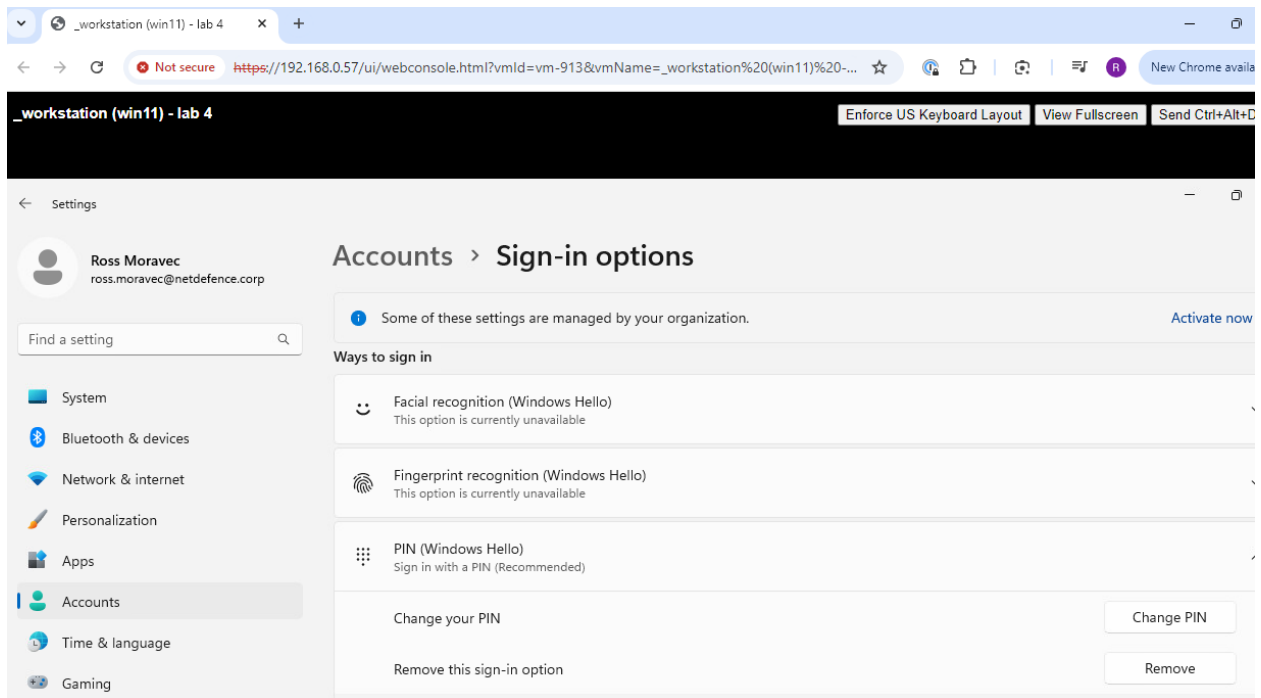 _workstation (win11) - lab 4
Not secure https://192.168.0.57/ui/webconsole.html?vmId=vm-913&vmName=_workstation%20(win11)%20-... R New Chrome availa
_workstation (win11) - lab 4 Enforce US Keyboard Layout View Fullscreen Send Ctrl+Alt+D
Settings
Ross Moravec
ross.moravec@netdefence.corp
Find a setting
System
Bluetooth & devices
Network & internet
Personalization
Apps
Accounts
Time & language
Gaming
Accounts > Sign-in options
Some of these settings are managed by your organization. Activate now
Ways to sign in
Facial recognition (Windows Hello)
This option is currently unavailable
Fingerprint recognition (Windows Hello)
This option is currently unavailable
PIN (Windows Hello)
Sign in with a PIN (Recommended)
Change your PIN Change PIN
Remove this sign-in option Remove